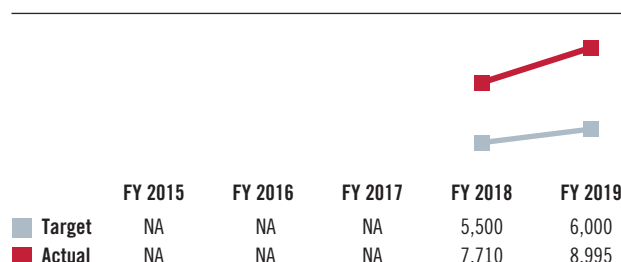 FY 2015 FY 2016 FY 2017 FY 2018 FY 2019
Target NA NA NA 5,500 6,000
Actual NA NA NA 7,710 8,995